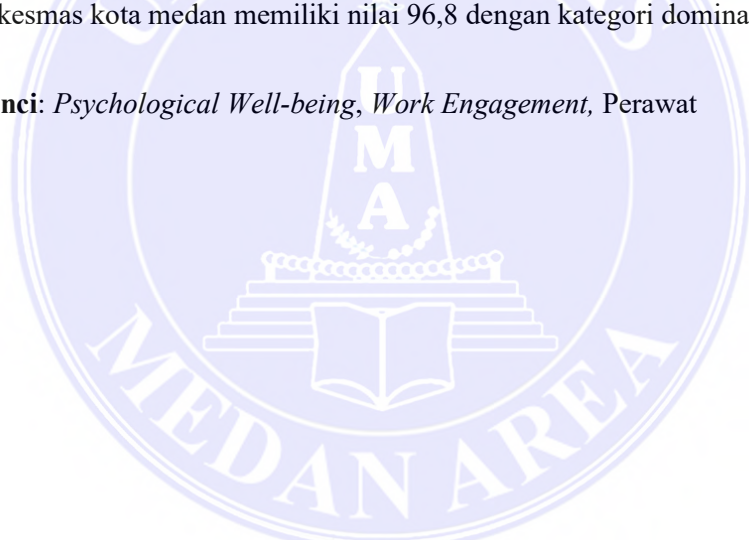 kesmas kota medan memiliki nilai 96,8 dengan kategori domina
nci: Psychological Well-being, Work Engagement, Perawat
UMA
MEDAN AREA